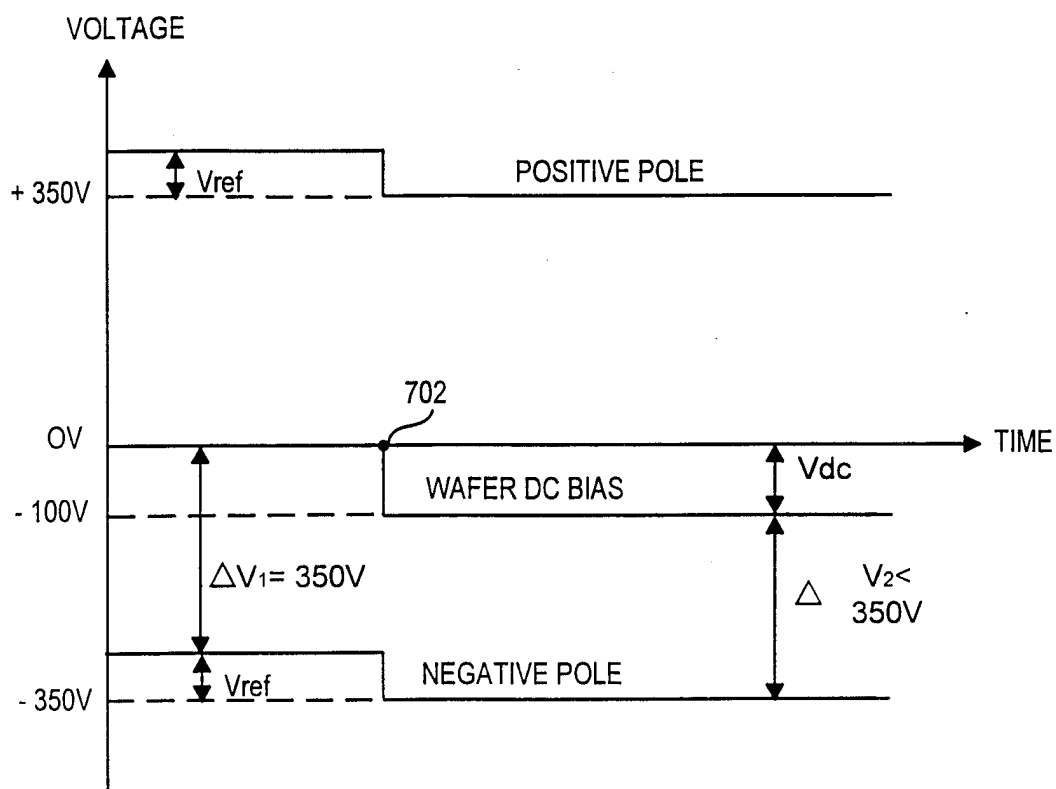 VOLTAGE
Vref
POSITIVE POLE
+ 350V
702
0V
TIME
Vdc
WAFER DC BIAS
- 100V
△V1= 350V
△ V2<
350V
NEGATIVE POLE
Vref
- 350V